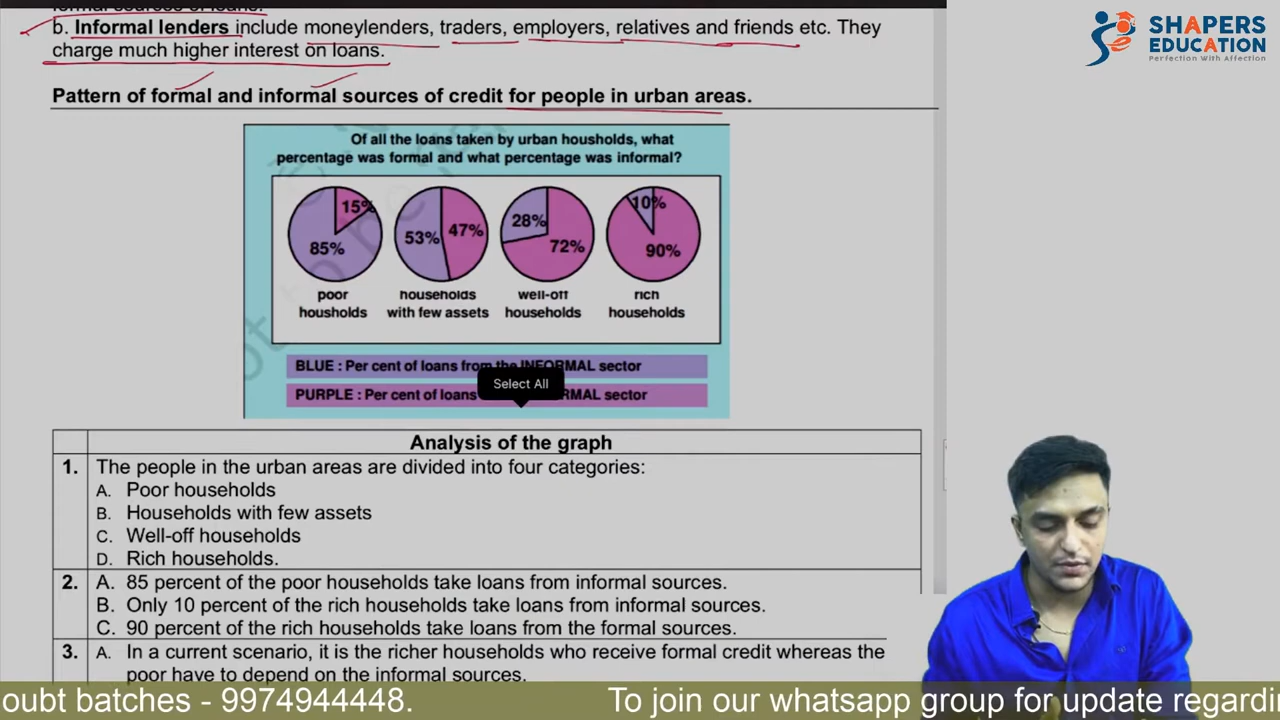 b. Informal lenders include moneylenders, traders, employers, relatives and friends etc. They
charge much higher interest on loans.
Pattern of formal and informal sources of credit for people in urban areas.
Of all the loans taken by urban housholds, what
percentage was formal and what percentage was informal?
15%
85%
53%
47%
28%
72%
10%
90%
poor
housholds
households
with few assets
well-off
households
rich
households
BLUE : Per cent of loans from the INFORMAL sector
Select All
PURPLE : Per cent of loans RMAL sector
Analysis of the graph
1. The people in the urban areas are divided into four categories:
A. Poor households
B. Households with few assets
C. Well-off households
D. Rich households.
2. A. 85 percent of the poor households take loans from informal sources.
B. Only 10 percent of the rich households take loans from informal sources.
C. 90 percent of the rich households take loans from the formal sources.
3. A. In a current scenario, it is the richer households who receive formal credit whereas the
poor have to depend on the informal sources.
oubt batches - 9974944448. To join our whatsapp group for update regardi
SHAPERS
EDUCATION
Perfection With Affection